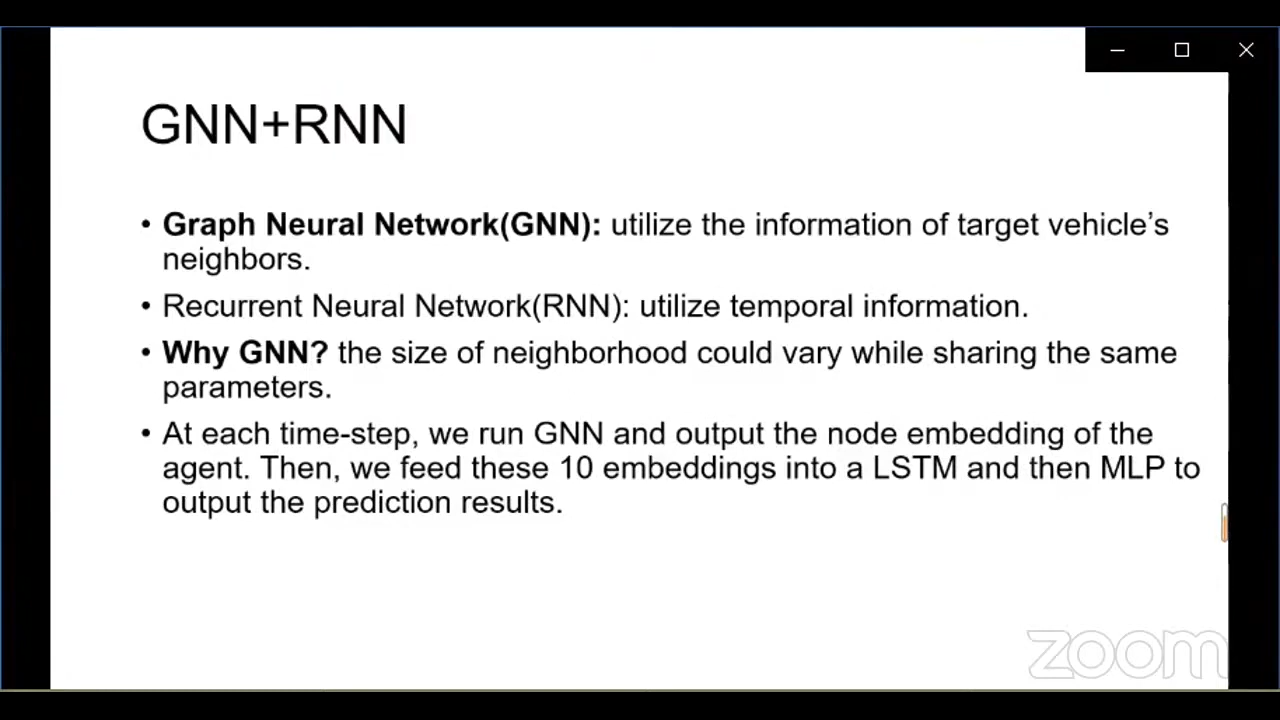 GNN+RNN
• Graph Neural Network(GNN): utilize the information of target vehicle's
neighbors.
• Recurrent Neural Network(RNN): utilize temporal information.
• Why GNN? the size of neighborhood could vary while sharing the same
parameters.
• At each time-step, we run GNN and output the node embedding of the
agent. Then, we feed these 10 embeddings into a LSTM and then MLP to
output the prediction results.
zoom